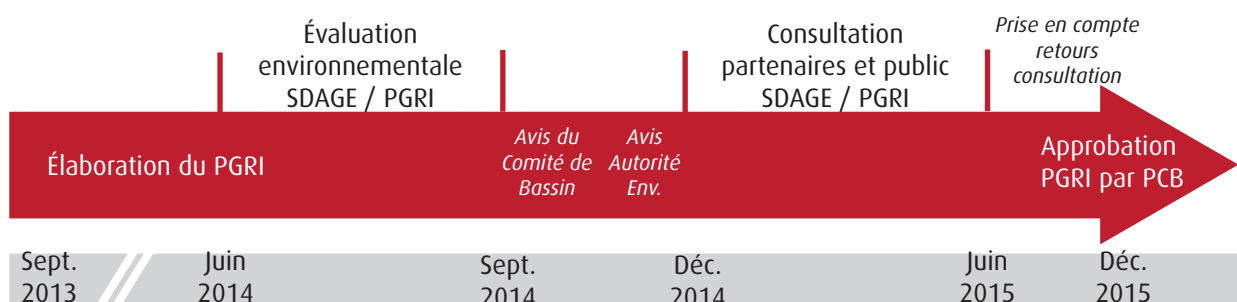 Évaluation
environnementale
SDAGE / PGRI
Consultation
partenaires et public
SDAGE / PGRI
Prise en compte
retours
consultation
Élaboration du PGRI
Avis du
Comité de
Bassin
Avis
Autorité
Env.
Approbation
PGRI par PCB
Sept.
2013
Juin
2014
Sept.
2014
Déc.
2014
Juin
2015
Déc.
2015